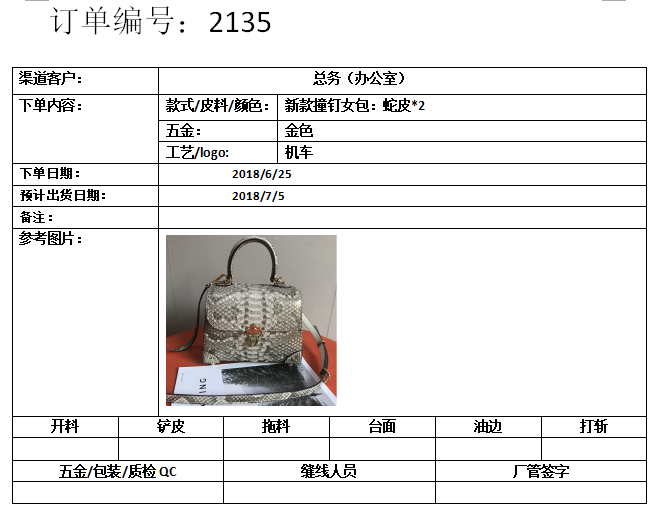 订单编号：2135
渠道客户： 总务（办公室）
下单内容： 款式/皮料/颜色： 新款撞钉女包：蛇皮*2
五金： 金色
工艺/logo: 机车
下单日期： 2018/6/25
预计出货日期： 2018/7/5
备注：
参考图片：
开料 铲皮 拖料 台面 油边 打斩
五金/包装/质检 QC 缝线人员 厂管签字